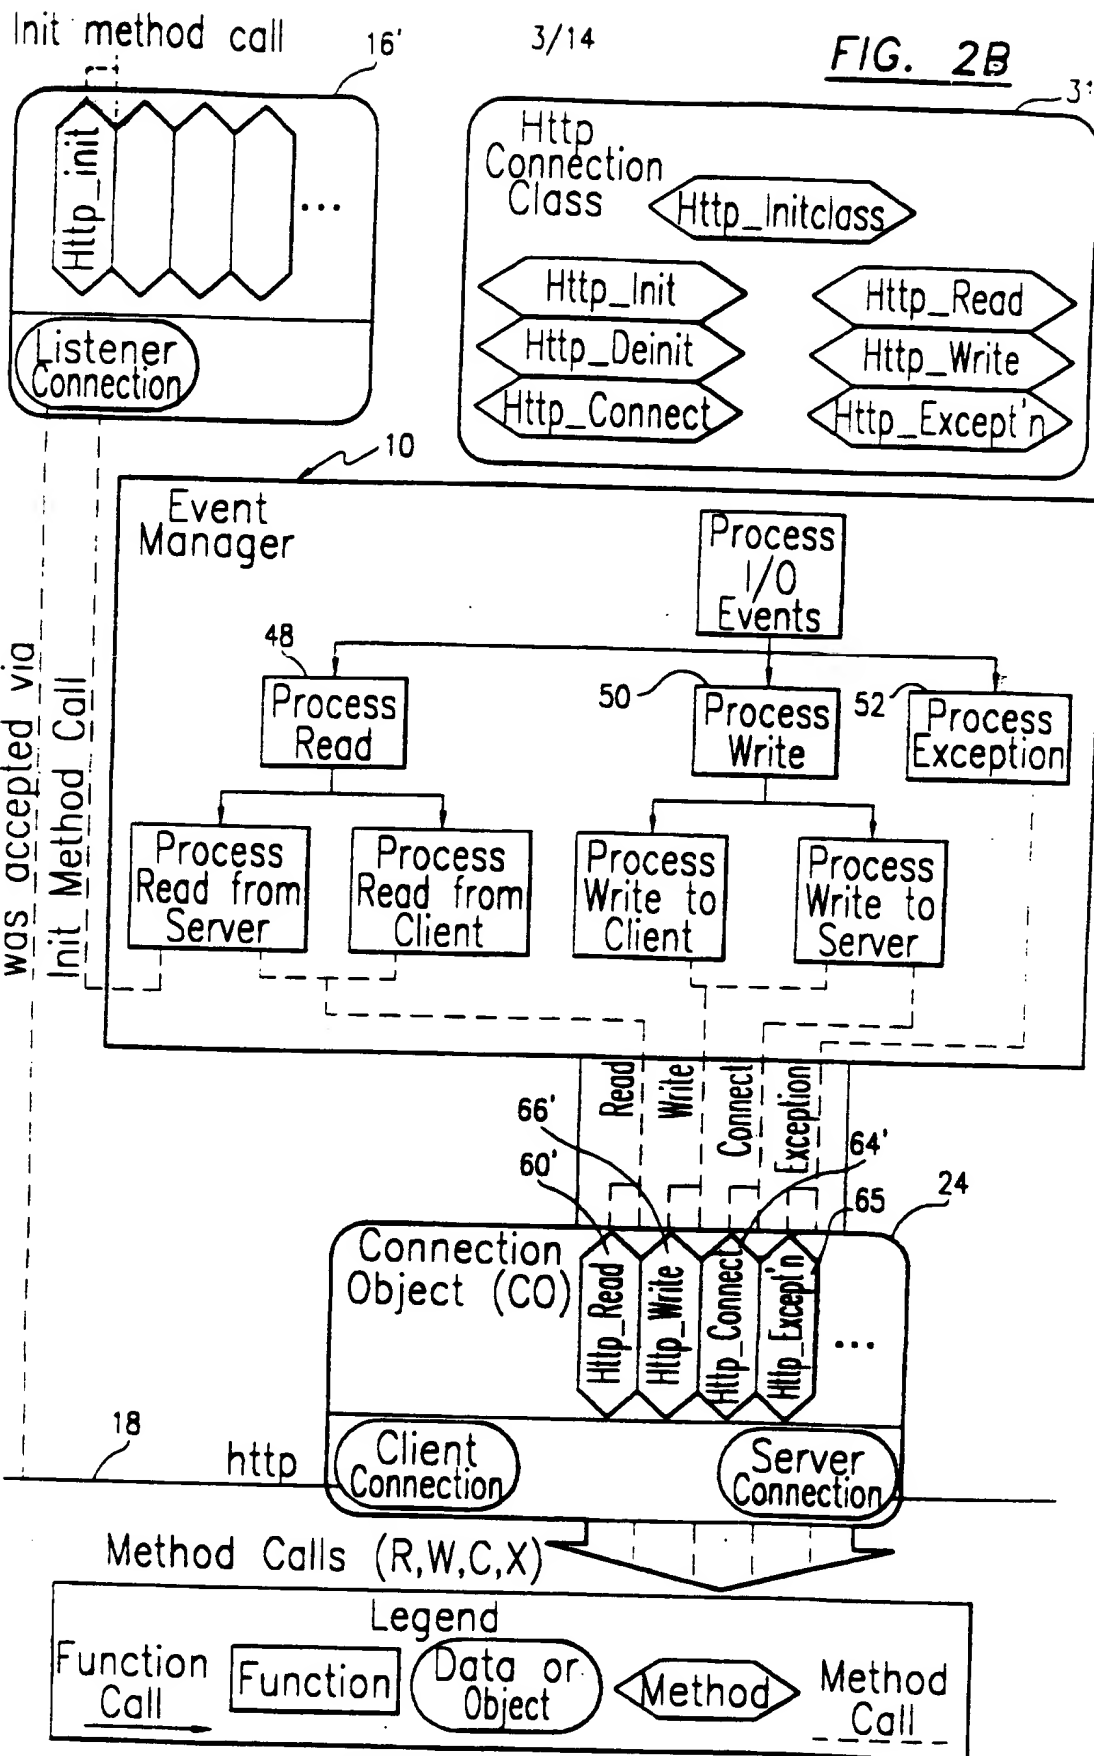 Init method call
16'
3/14
FIG. 2B
3'
Http_init
...
Listener
Connection
Http
Connection
Class
Http_Initclass
Http_Init
Http_Read
Http_Deinit
Http_Write
Http_Connect
Http_Except'n
10
Event
Manager
Process
I/O
Events
48
Process
Read
50
Process
Write
52
Process
Exception
Process
Read from
Server
Process
Read from
Client
Process
Write to
Client
Process
Write to
Server
was accepted via
Init Method Call
Read
Write
Connect
Exception
66'
60'
64'
65
24
Connection
Object (CO)
Http_Read
Http_Write
Http_Connect
Http_Except'n
...
18
http
Client
Connection
Server
Connection
Method Calls (R,W,C,X)
Legend
Function
Call
Function
Data or
Object
Method
Method
Call